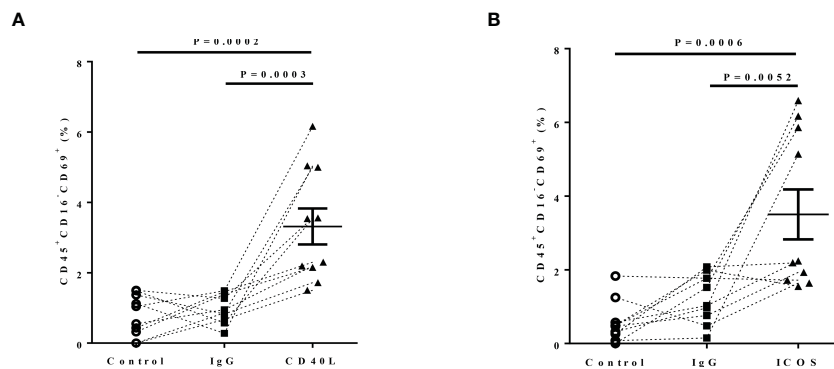 A
P=0.0002
P=0.0003
CD45⁺CD16⁻CD69⁺ (%)
8
6
4
2
0
Control IgG CD40L
B
P=0.0006
P=0.0052
CD45⁺CD16⁻CD69⁺ (%)
8
6
4
2
0
Control IgG ICOS